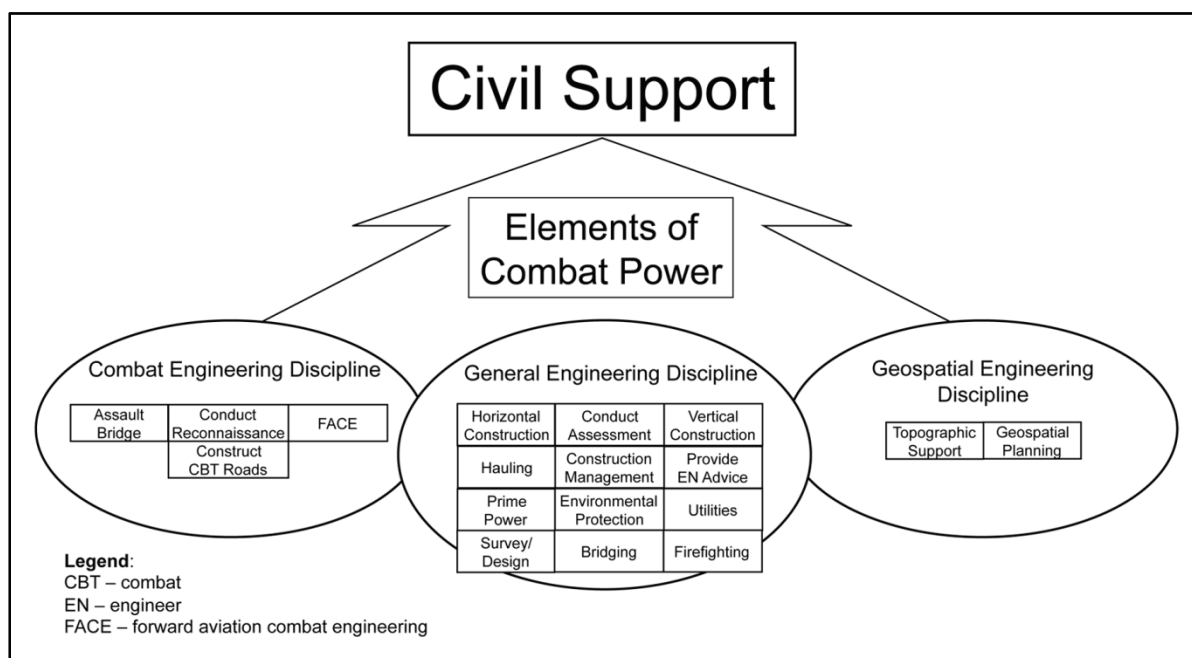 Civil Support
Elements of
Combat Power
Combat Engineering Discipline
Assault
Bridge
Conduct
Reconnaissance
FACE
Construct
CBT Roads
General Engineering Discipline
Horizontal
Construction
Conduct
Assessment
Vertical
Construction
Hauling
Construction
Management
Provide
EN Advice
Prime
Power
Environmental
Protection
Utilities
Survey/
Design
Bridging
Firefighting
Geospatial Engineering
Discipline
Topographic
Support
Geospatial
Planning
Legend:
CBT – combat
EN – engineer
FACE – forward aviation combat engineering